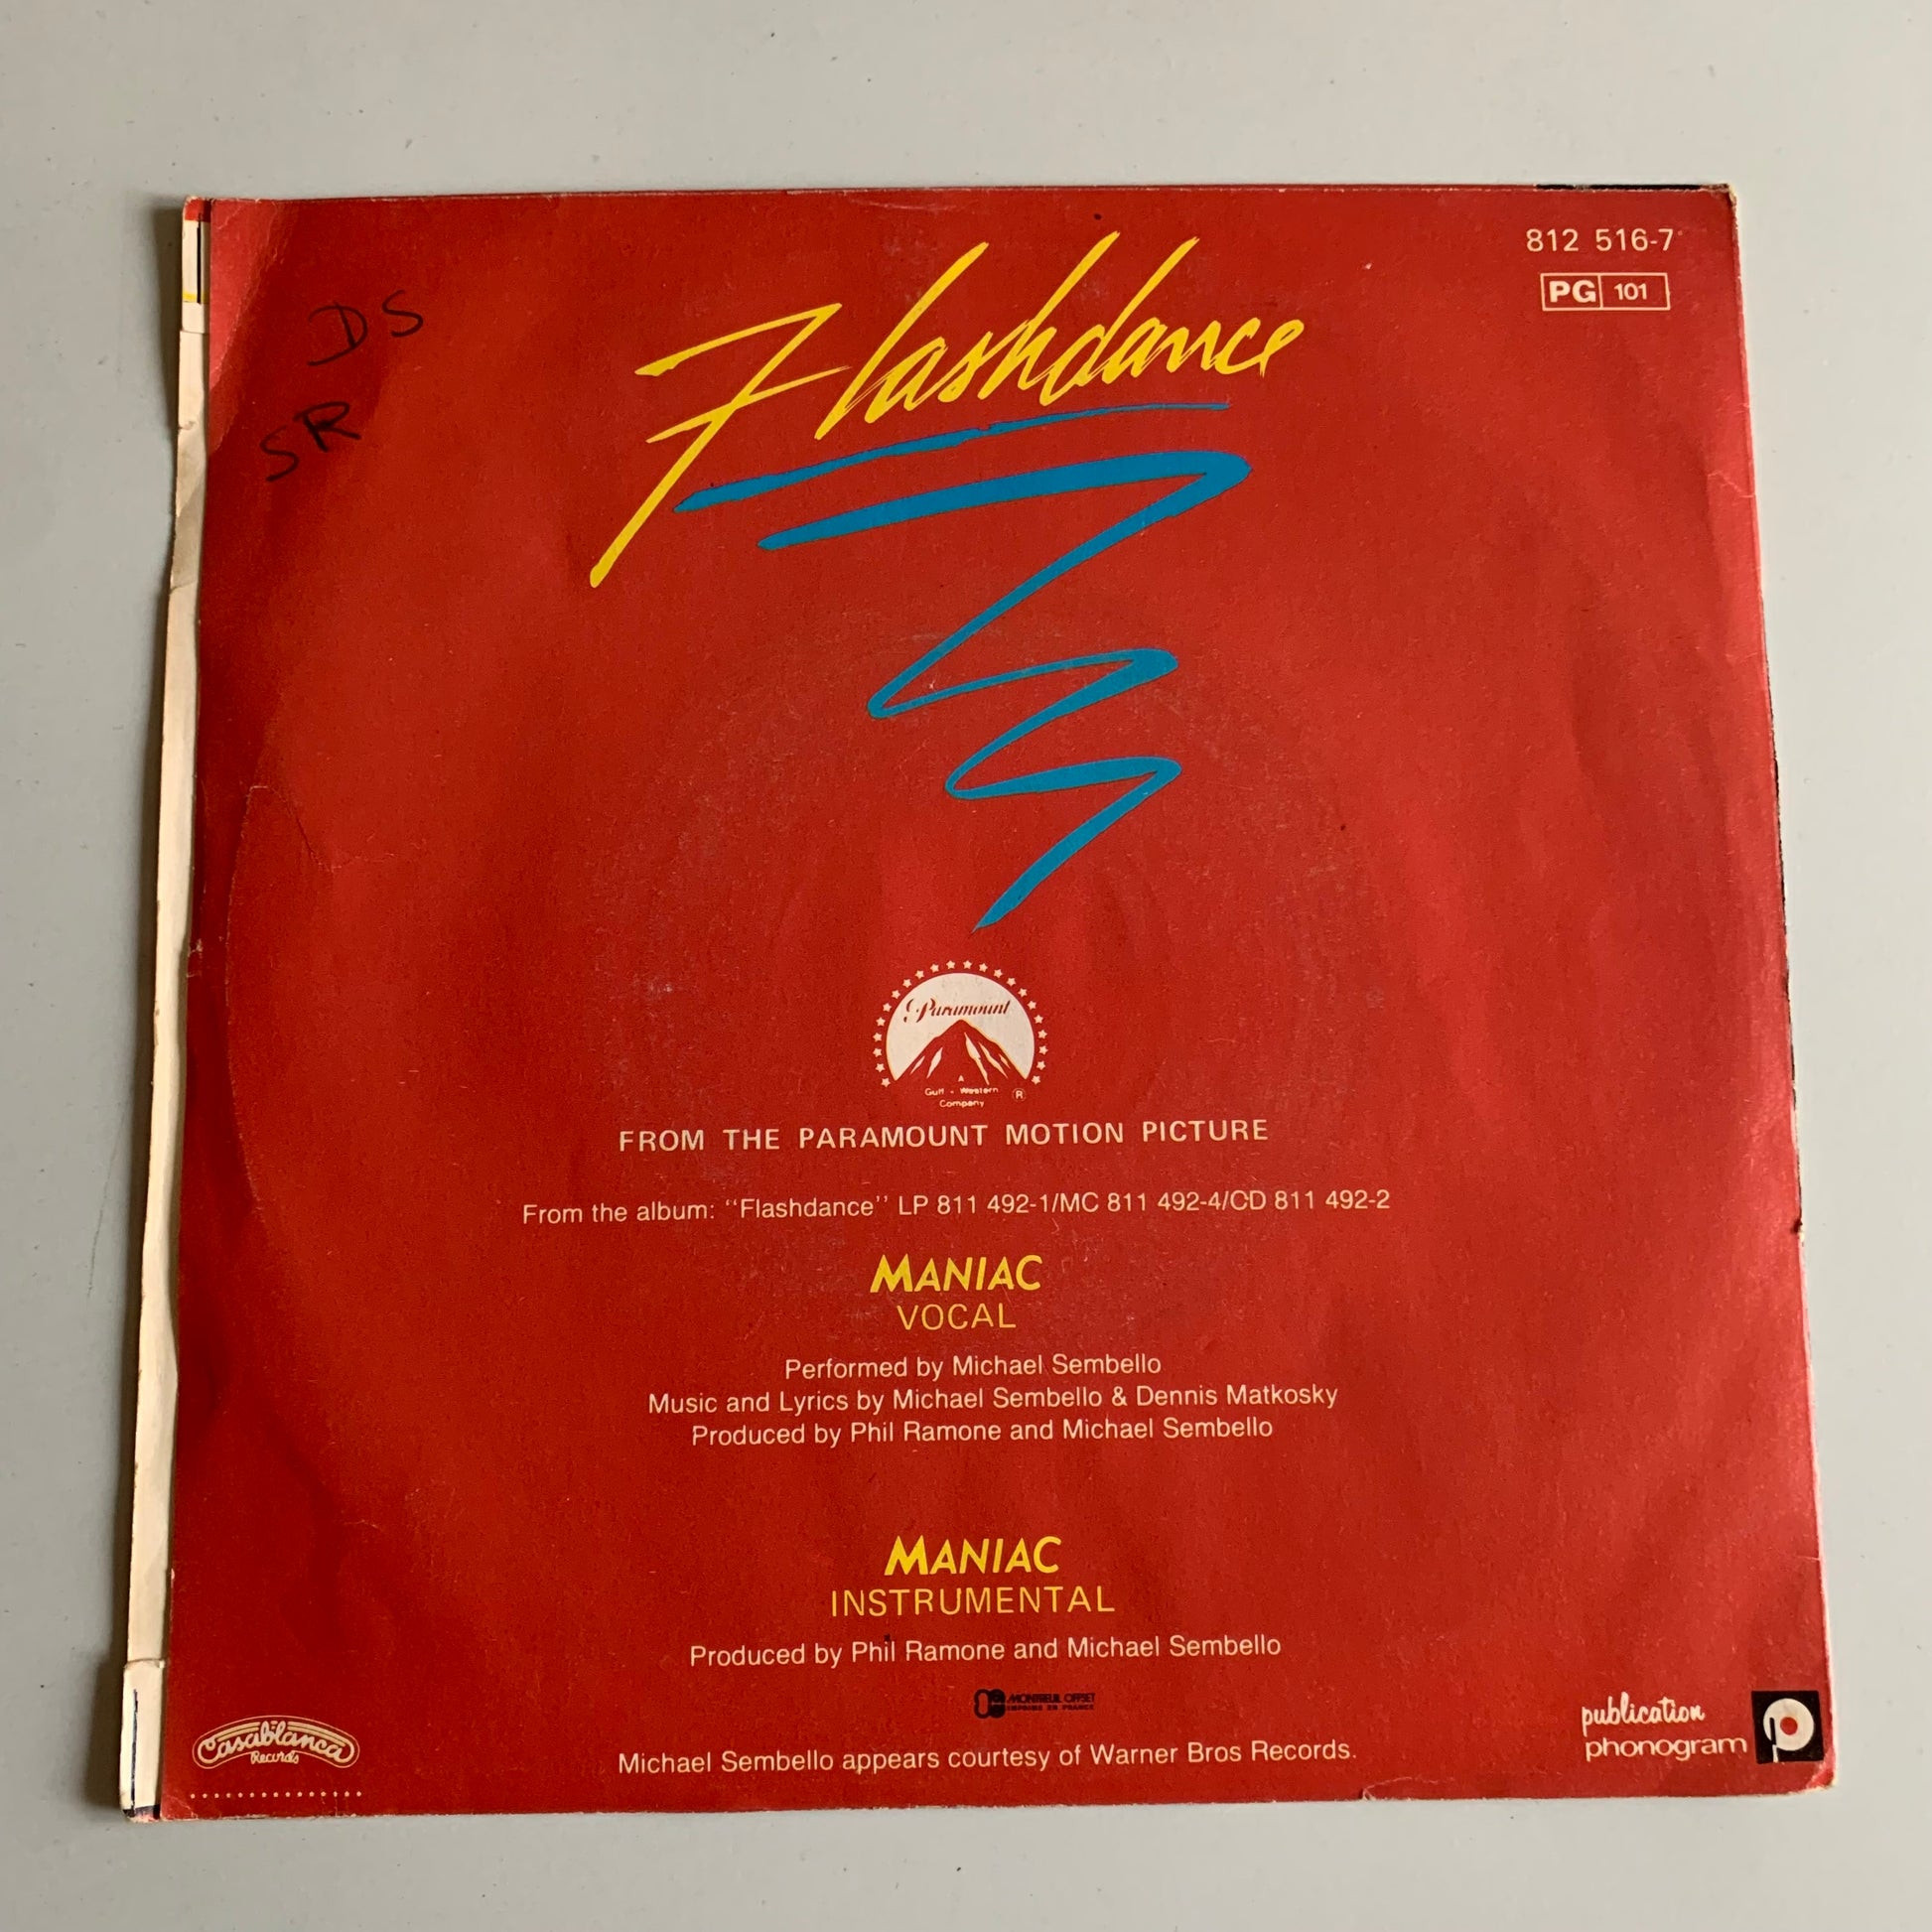 812 516-7
PG 101
DS
SR
Flashdance
Paramount
A
Gulf + Western
Company
®
FROM THE PARAMOUNT MOTION PICTURE
From the album: "Flashdance" LP 811 492-1/MC 811 492-4/CD 811 492-2
MANIAC
VOCAL
Performed by Michael Sembello
Music and Lyrics by Michael Sembello & Dennis Matkosky
Produced by Phil Ramone and Michael Sembello
MANIAC
INSTRUMENTAL
Produced by Phil Ramone and Michael Sembello
MONTREUIL OFFSET
IMPRIMÉ EN FRANCE
Casablanca
Records
Michael Sembello appears courtesy of Warner Bros Records.
publication
phonogram